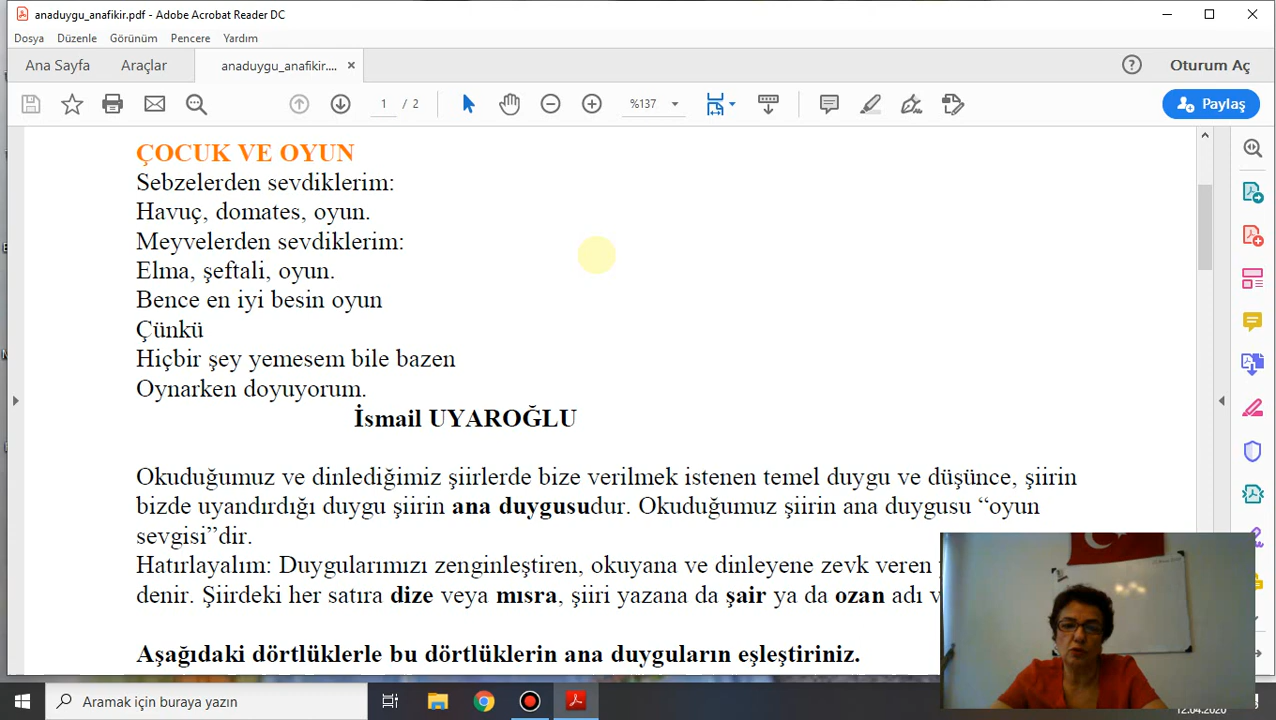 anaduygu_anafikir.pdf - Adobe Acrobat Reader DC
Dosya Düzenle Görünüm Pencere Yardım
Ana Sayfa Araçlar anaduygu_anafikir.... Oturum Aç
1 / 2 %137 Paylaş
ÇOCUK VE OYUN
Sebzelerden sevdiklerim:
Havuç, domates, oyun.
Meyvelerden sevdiklerim:
Elma, şeftali, oyun.
Bence en iyi besin oyun
Çünkü
Hiçbir şey yemesem bile bazen
Oynarken doyuyorum.
İsmail UYAROĞLU
Okuduğumuz ve dinlediğimiz şiirlerde bize verilmek istenen temel duygu ve düşünce, şiirin
bizde uyandırdığı duygu şiirin ana duygusudur. Okuduğumuz şiirin ana duygusu “oyun
sevgisi”dir.
Hatırlayalım: Duygularımızı zenginleştiren, okuyana ve dinleyene zevk veren
denir. Şiirdeki her satıra dize veya mısra, şiiri yazana da şair ya da ozan adı
Aşağıdaki dörtlüklerle bu dörtlüklerin ana duyguların eşleştiriniz.
Aramak için buraya yazın
12.04.2020